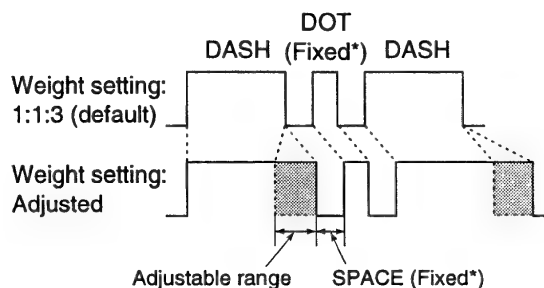 DOT
DASH (Fixed*) DASH
Weight setting:
1:1:3 (default)
Weight setting:
Adjusted
Adjustable range SPACE (Fixed*)